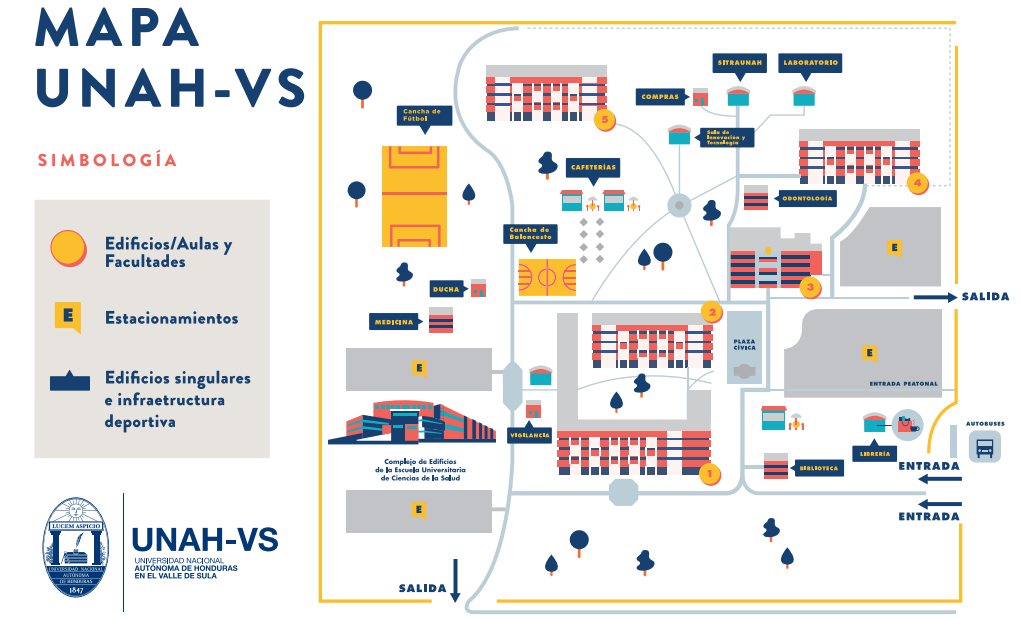 MAPA
UNAH-VS
SIMBOLOGÍA
Edificios/Aulas y
Facultades
E
Estacionamientos
Edificios singulares
e infraetructura
deportiva
LUCEM ASPICIO
UNIVERSIDAD NACIONAL
AUTÓNOMA
DE HONDURAS
1847
UNAH-VS
UNIVERSIDAD NACIONAL
AUTÓNOMA DE HONDURAS
EN EL VALLE DE SULA
SITRAUNAH
LABORATORIO
COMPRAS
Cancha de
Fútbol
5
Sala de
Innovación y
Tecnología
CAFETERÍAS
4
ODONTOLOGÍA
Cancha de
Baloncesto
E
DUCHA
3
SALIDA
MEDICINA
2
PLAZA
CÍVICA
E
E
ENTRADA PEATONAL
VIGILANCIA
LIBRERÍA
AUTOBUSES
Complejo de Edificios
de la Escuela Universitaria
de Ciencias de la Salud
1
BIBLIOTECA
ENTRADA
E
ENTRADA
SALIDA